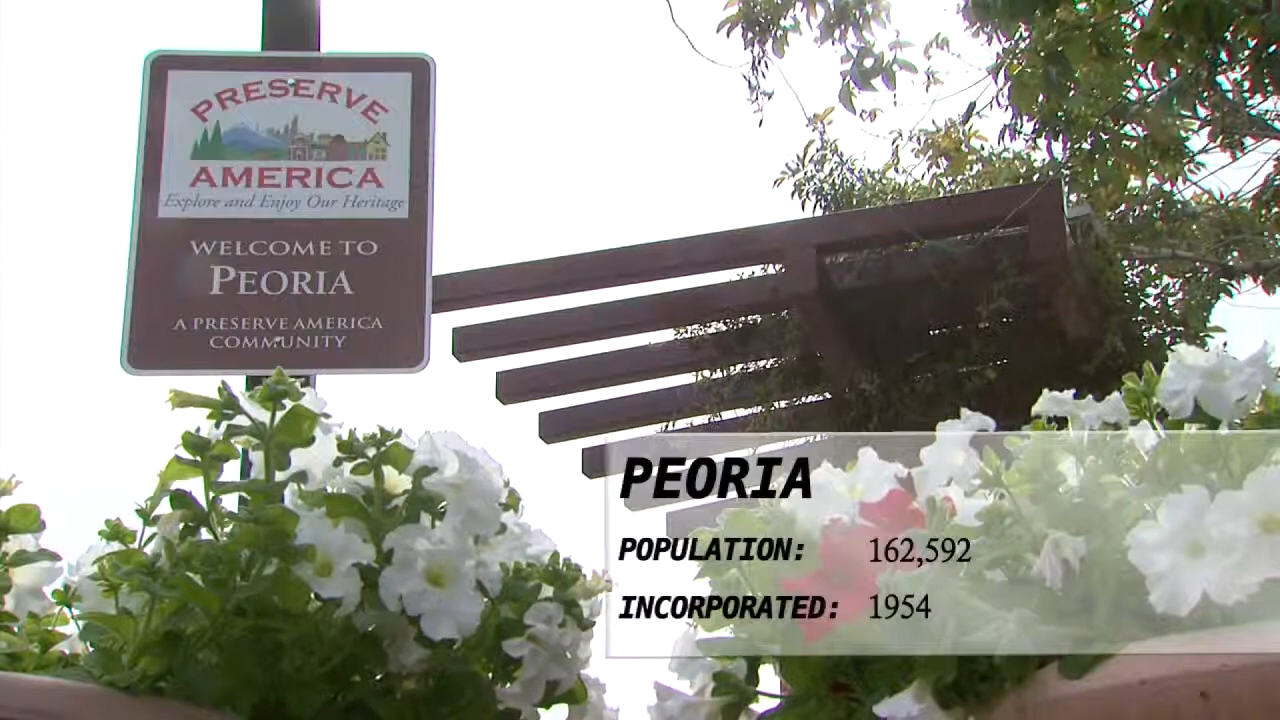 PRESERVE
AMERICA
Explore and Enjoy Our Heritage
WELCOME TO
PEORIA
A PRESERVE AMERICA
COMMUNITY
PEORIA
POPULATION: 162,592
INCORPORATED: 1954